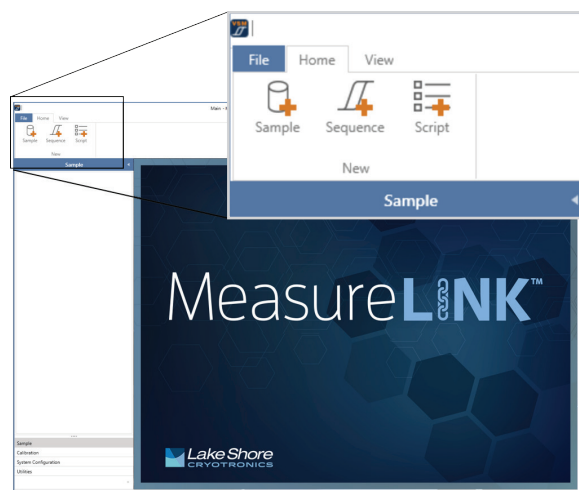 VSM
File Home View
Sample Sequence Script
New
Sample
Main -
File Home View
Sample Sequence Script
New
Sample
MeasureLINK™
Lake Shore
CRYOTRONICS
Sample
Calibration
System Configuration
Utilities